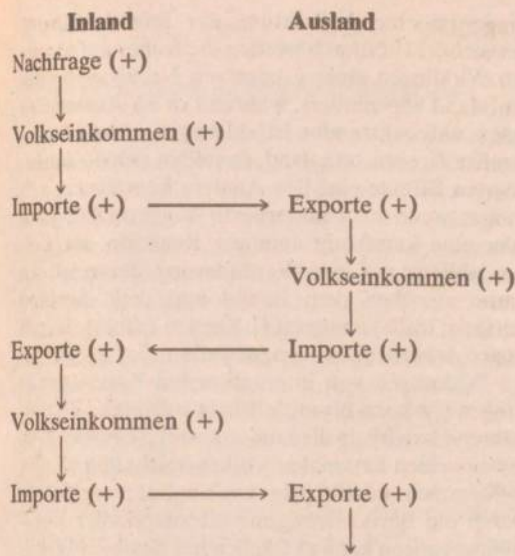 Inland Ausland
Nachfrage (+)
Volkseinkommen (+)
Importe (+) Exporte (+)
Volkseinkommen (+)
Exporte (+) Importe (+)
Volkseinkommen (+)
Importe (+) Exporte (+)